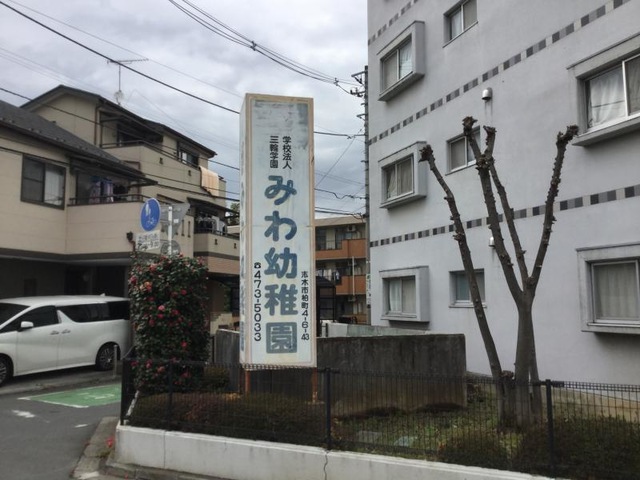 学校法人
三輪学園
みわ幼稚園
☎473-5033
志木市柏町4-6-43